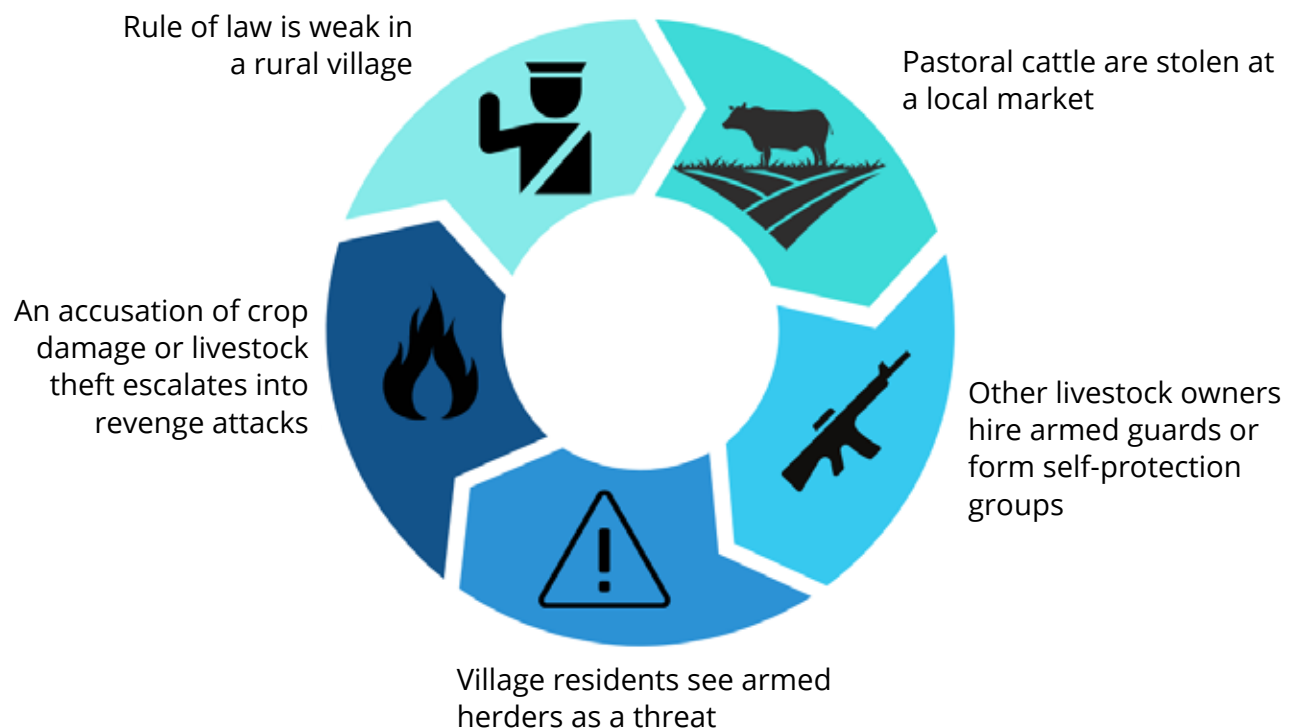 Rule of law is weak in
a rural village
Pastoral cattle are stolen at
a local market
Other livestock owners
hire armed guards or
form self-protection
groups
Village residents see armed
herders as a threat
An accusation of crop
damage or livestock
theft escalates into
revenge attacks